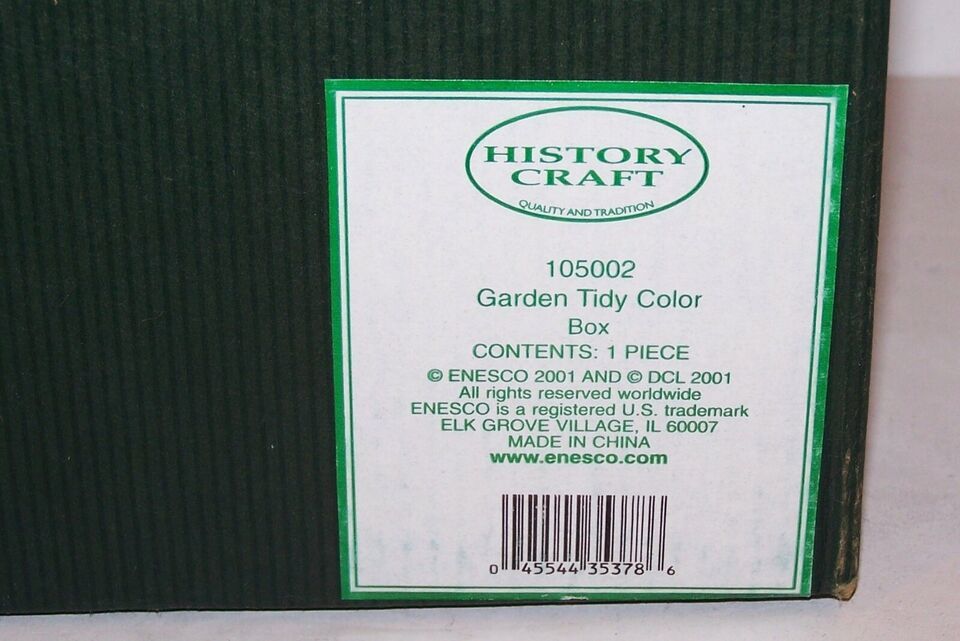 HISTORY
CRAFT
QUALITY AND TRADITION
105002
Garden Tidy Color
Box
CONTENTS: 1 PIECE
© ENESCO 2001 AND © DCL 2001
All rights reserved worldwide
ENESCO is a registered U.S. trademark
ELK GROVE VILLAGE, IL 60007
MADE IN CHINA
www.enesco.com
0 45544 35378 6